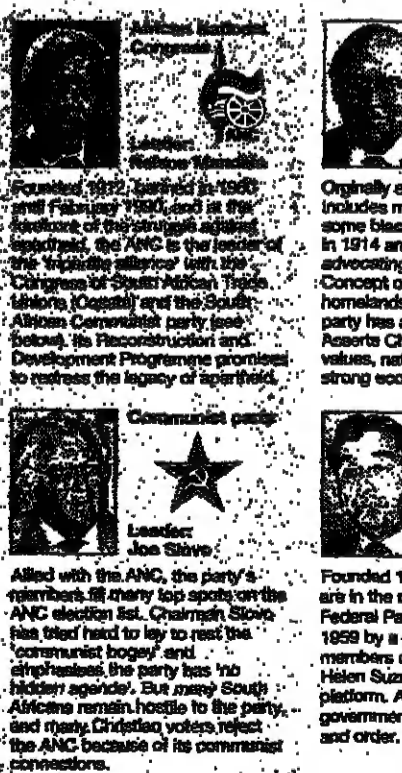 African National
Congress
Leader:
Nelson Mandela
Founded 1912, banned in 1960
until February 1990, and at the
forefront of the struggle against
apartheid, the ANC is the leader of
the 'tripartite alliance' with the
Congress of South African Trade
Unions (Cosatu) and the South
African Communist party (see
below). Its Reconstruction and
Development Programme promises
to redress the legacy of apartheid.
Communist party
Leader:
Joe Slovo
Allied with the ANC, the party's
members fill many top spots on the
ANC election list. Chairman Slovo
has tried hard to lay to rest the
'communist bogey' and
emphasises the party has 'no
hidden agenda'. But many South
Africans remain hostile to the party,
and many Christian voters reject
the ANC because of its communist
connections.
Orginally e
includes m
some blac
in 1914 an
advocating
Concept o
homelands
party has a
Asserts Ch
values, nat
strong eco
Founded 1
are in the r
Federal Pa
1959 by a
members o
Helen Suz
platform. A
governmen
and order.